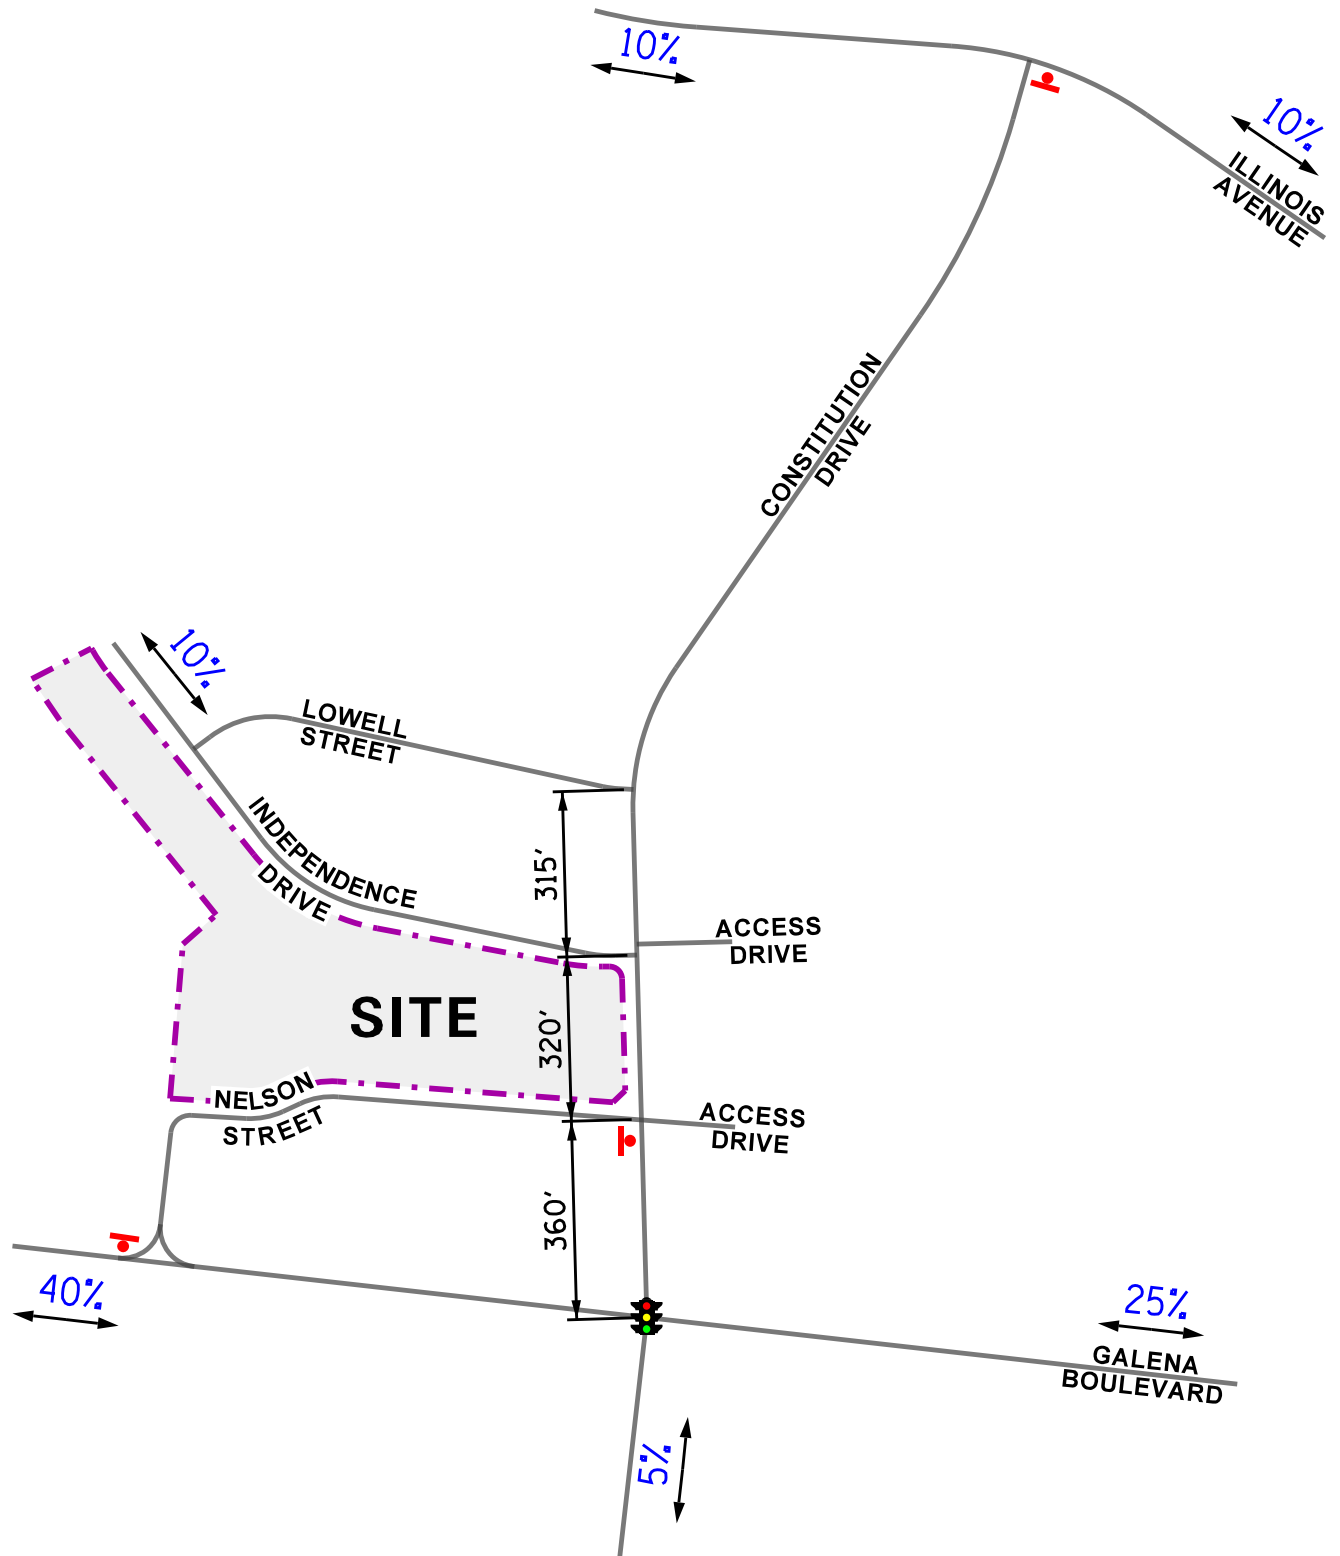 10%
10%
ILLINOIS
AVENUE
CONSTITUTION
DRIVE
10%
LOWELL
STREET
INDEPENDENCE
DRIVE
315'
ACCESS
DRIVE
SITE
320'
NELSON
STREET
ACCESS
DRIVE
360'
40%
25%
GALENA
BOULEVARD
5%